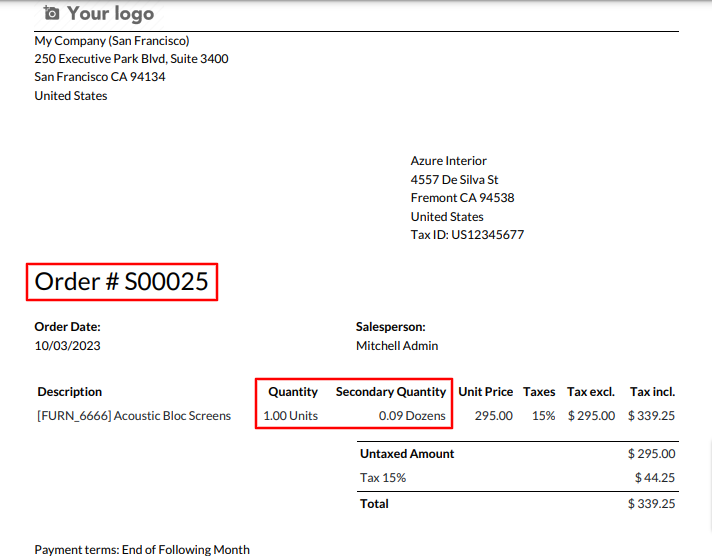 Your logo
My Company (San Francisco)
250 Executive Park Blvd, Suite 3400
San Francisco CA 94134
United States
Azure Interior
4557 De Silva St
Fremont CA 94538
United States
Tax ID: US12345677
Order # S00025
Order Date: Salesperson:
10/03/2023 Mitchell Admin
Description Quantity Secondary Quantity Unit Price Taxes Tax excl. Tax incl.
[FURN_6666] Acoustic Bloc Screens 1.00 Units 0.09 Dozens 295.00 15% $ 295.00 $ 339.25
Untaxed Amount $ 295.00
Tax 15% $ 44.25
Total $ 339.25
Payment terms: End of Following Month